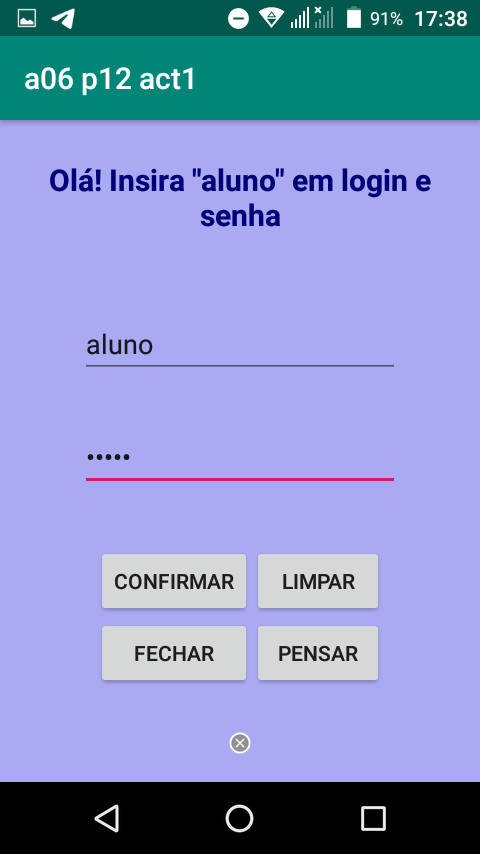 91% 17:38
a06 p12 act1
Olá! Insira "aluno" em login e
senha
aluno
•••••
CONFIRMAR LIMPAR
FECHAR PENSAR